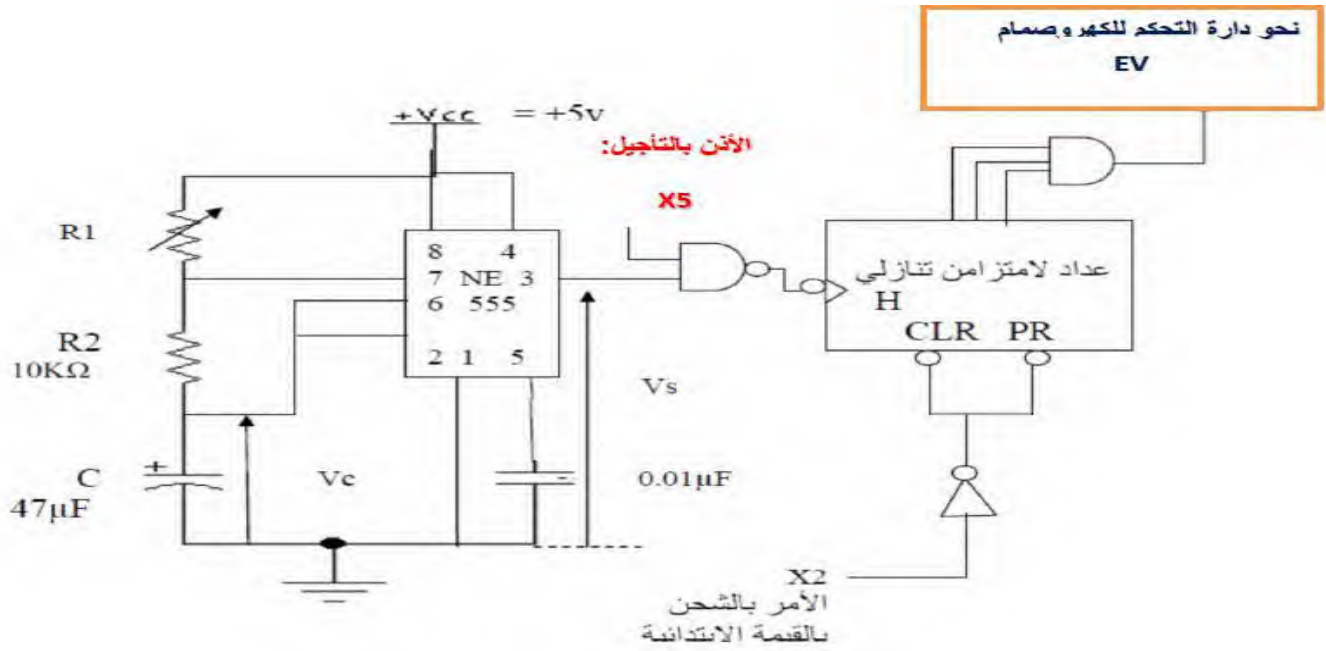 نحو دارة التحكم للكهروصمام
EV
+Vcc = +5v
الأذن بالتأجيل:
X5
R1
8 4
7 NE 3
6 555
2 1 5
عداد لامتزامن تنازلي
H
CLR PR
R2
10KΩ
Vs
C
47µF
+
Vc
-
0.01µF
X2
الأمر بالشحن
بالقيمة الابتدائية